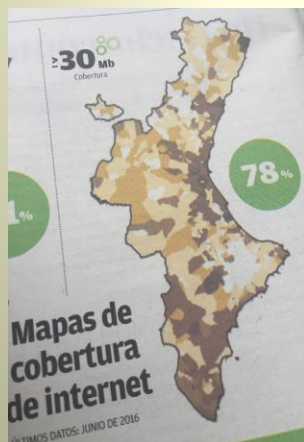 ≥30 Mb
Cobertura
78%
1%
Mapas de
cobertura
de internet
ÚLTIMOS DATOS: JUNIO DE 2016